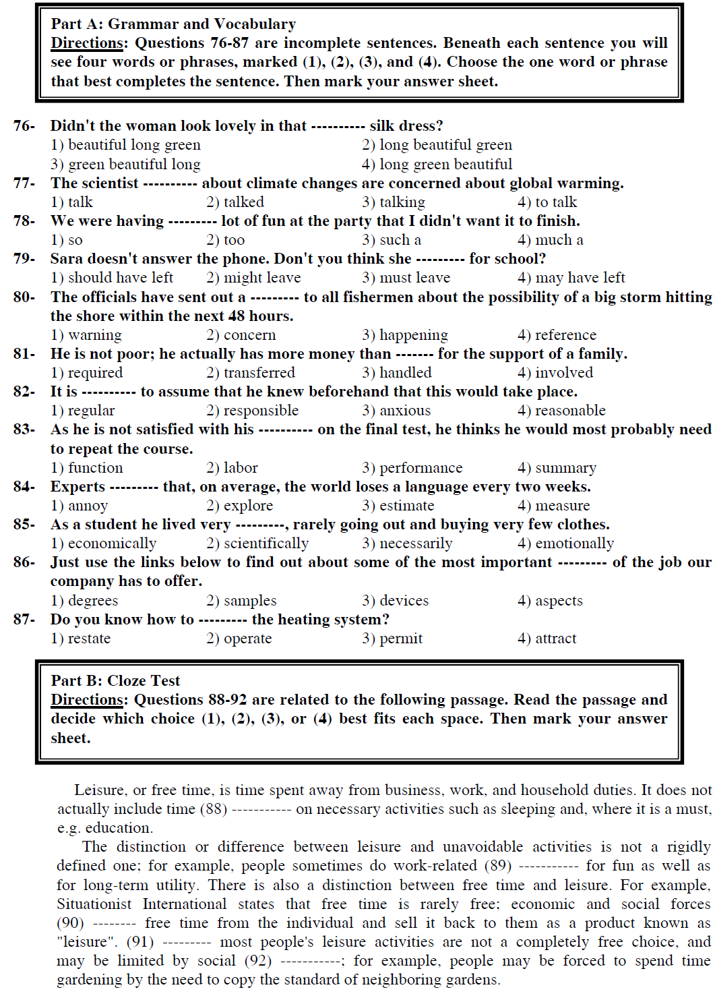 Part A: Grammar and Vocabulary
Directions: Questions 76-87 are incomplete sentences. Beneath each sentence you will
see four words or phrases, marked (1), (2), (3), and (4). Choose the one word or phrase
that best completes the sentence. Then mark your answer sheet.
76- Didn't the woman look lovely in that ---------- silk dress?
1) beautiful long green 2) long beautiful green
3) green beautiful long 4) long green beautiful
77- The scientist ---------- about climate changes are concerned about global warming.
1) talk 2) talked 3) talking 4) to talk
78- We were having --------- lot of fun at the party that I didn't want it to finish.
1) so 2) too 3) such a 4) much a
79- Sara doesn't answer the phone. Don't you think she --------- for school?
1) should have left 2) might leave 3) must leave 4) may have left
80- The officials have sent out a --------- to all fishermen about the possibility of a big storm hitting
the shore within the next 48 hours.
1) warning 2) concern 3) happening 4) reference
81- He is not poor; he actually has more money than ------- for the support of a family.
1) required 2) transferred 3) handled 4) involved
82- It is ---------- to assume that he knew beforehand that this would take place.
1) regular 2) responsible 3) anxious 4) reasonable
83- As he is not satisfied with his ---------- on the final test, he thinks he would most probably need
to repeat the course.
1) function 2) labor 3) performance 4) summary
84- Experts --------- that, on average, the world loses a language every two weeks.
1) annoy 2) explore 3) estimate 4) measure
85- As a student he lived very ---------, rarely going out and buying very few clothes.
1) economically 2) scientifically 3) necessarily 4) emotionally
86- Just use the links below to find out about some of the most important --------- of the job our
company has to offer.
1) degrees 2) samples 3) devices 4) aspects
87- Do you know how to --------- the heating system?
1) restate 2) operate 3) permit 4) attract
Part B: Cloze Test
Directions: Questions 88-92 are related to the following passage. Read the passage and
decide which choice (1), (2), (3), or (4) best fits each space. Then mark your answer
sheet.
Leisure, or free time, is time spent away from business, work, and household duties. It does not
actually include time (88) ----------- on necessary activities such as sleeping and, where it is a must,
e.g. education.
The distinction or difference between leisure and unavoidable activities is not a rigidly
defined one; for example, people sometimes do work-related (89) ----------- for fun as well as
for long-term utility. There is also a distinction between free time and leisure. For example,
Situationist International states that free time is rarely free; economic and social forces
(90) -------- free time from the individual and sell it back to them as a product known as
"leisure". (91) --------- most people's leisure activities are not a completely free choice, and
may be limited by social (92) -----------; for example, people may be forced to spend time
gardening by the need to copy the standard of neighboring gardens.